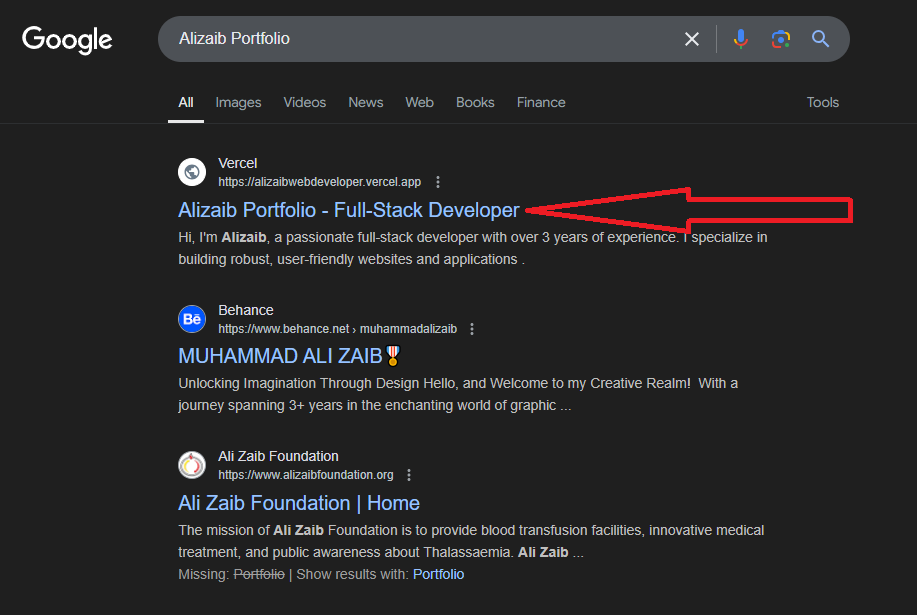 Google
Alizaib Portfolio
All Images Videos News Web Books Finance Tools
Vercel
https://alizaibwebdeveloper.vercel.app
Alizaib Portfolio - Full-Stack Developer
Hi, I'm Alizaib, a passionate full-stack developer with over 3 years of experience. I specialize in
building robust, user-friendly websites and applications .
Bē
Behance
https://www.behance.net › muhammadalizaib
MUHAMMAD ALI ZAIB🎖
Unlocking Imagination Through Design Hello, and Welcome to my Creative Realm! With a
journey spanning 3+ years in the enchanting world of graphic ...
Ali Zaib Foundation
https://www.alizaibfoundation.org
Ali Zaib Foundation | Home
The mission of Ali Zaib Foundation is to provide blood transfusion facilities, innovative medical
treatment, and public awareness about Thalassaemia. Ali Zaib ...
Missing: Portfolio | Show results with: Portfolio